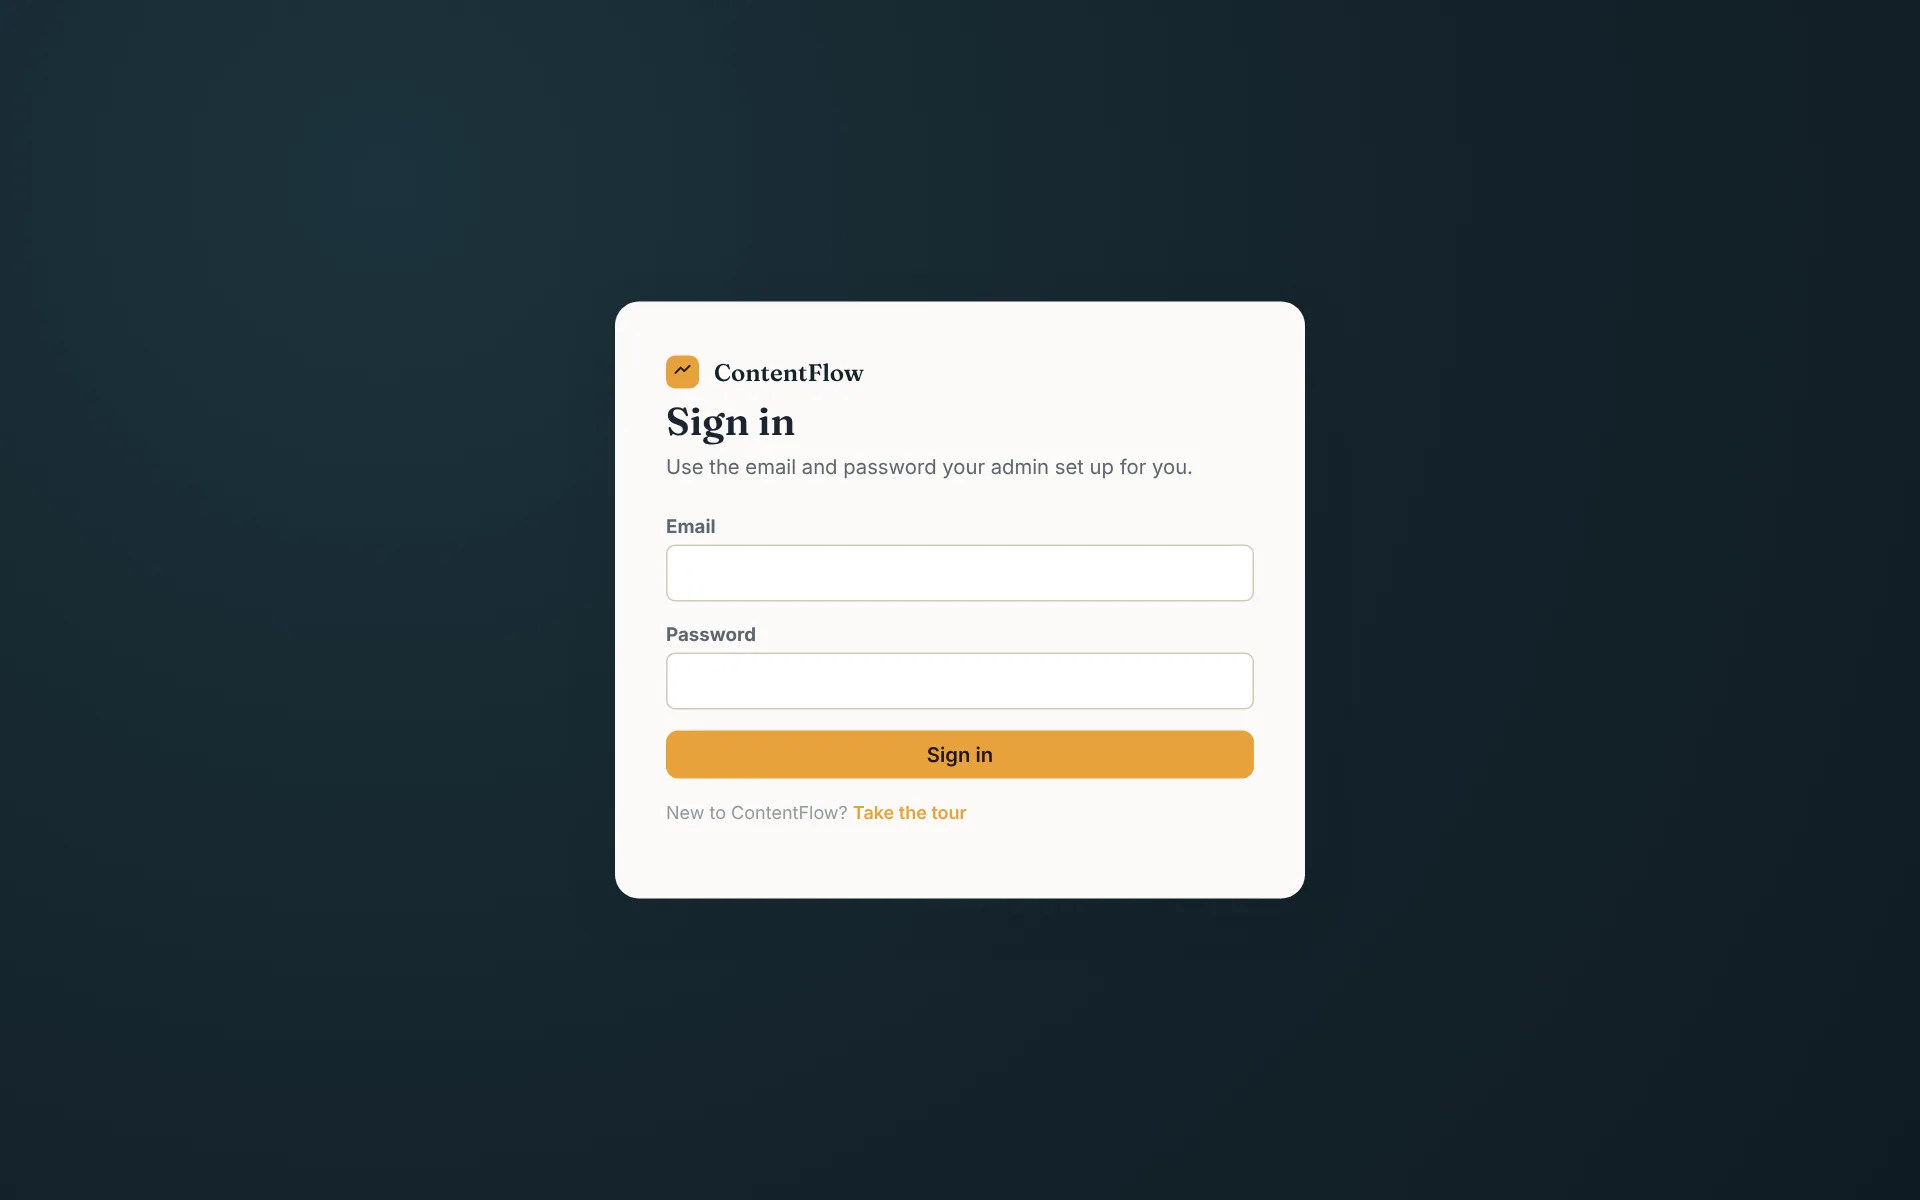 ContentFlow
Sign in
Use the email and password your admin set up for you.
Email
Password
Sign in
New to ContentFlow? Take the tour